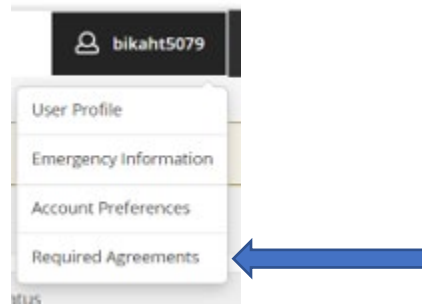 bikaht5079
User Profile
Emergency Information
Account Preferences
Required Agreements